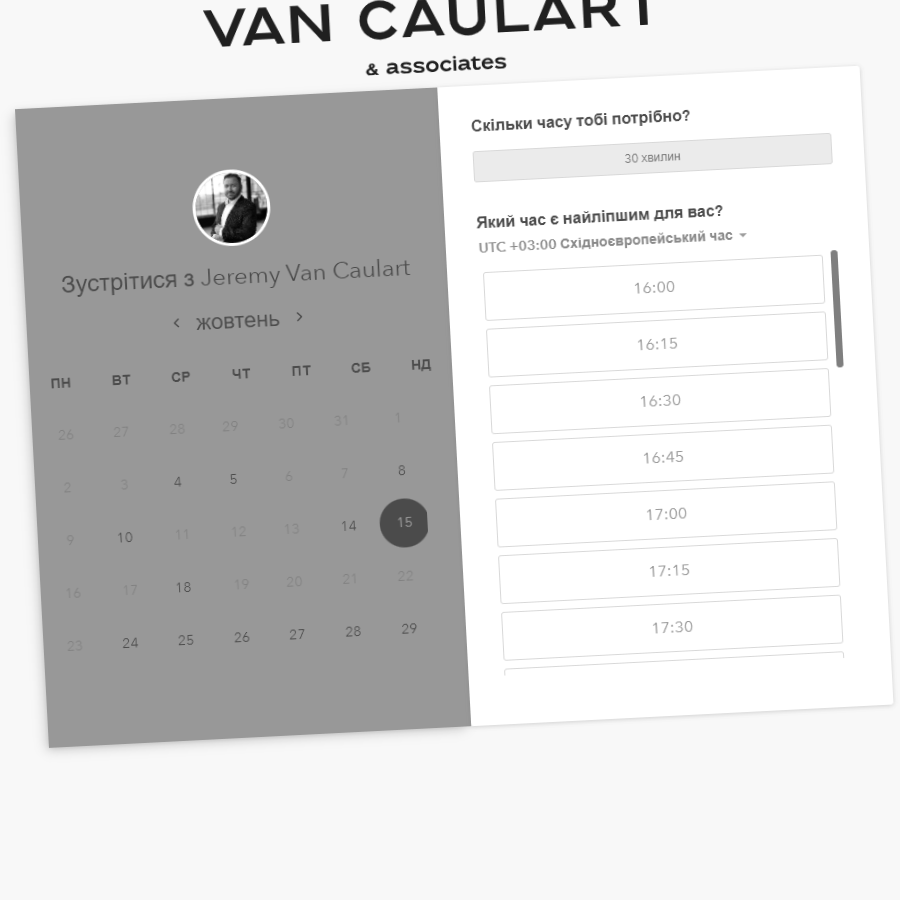 VAN CAULART
& associates
Зустрітися з Jeremy Van Caulart
‹ жовтень ›
ПН ВТ СР ЧТ ПТ СБ НД
26 27 28 29 30 31 1
2 3 4 5 6 7 8
9 10 11 12 13 14 15
16 17 18 19 20 21 22
23 24 25 26 27 28 29
Скільки часу тобі потрібно?
30 хвилин
Який час є найліпшим для вас?
UTC +03:00 Східноєвропейський час
16:00
16:15
16:30
16:45
17:00
17:15
17:30